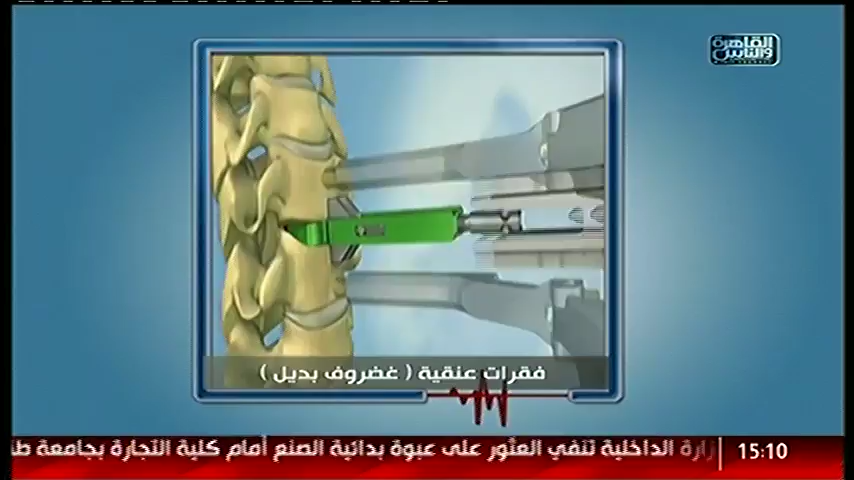 القاهرة
والناس
فقرات عنقية ( غضروف بديل )
زارة الداخلية تنفي العثور على عبوة بدائية الصنع أمام كلية التجارة بجامعة ط
15:10